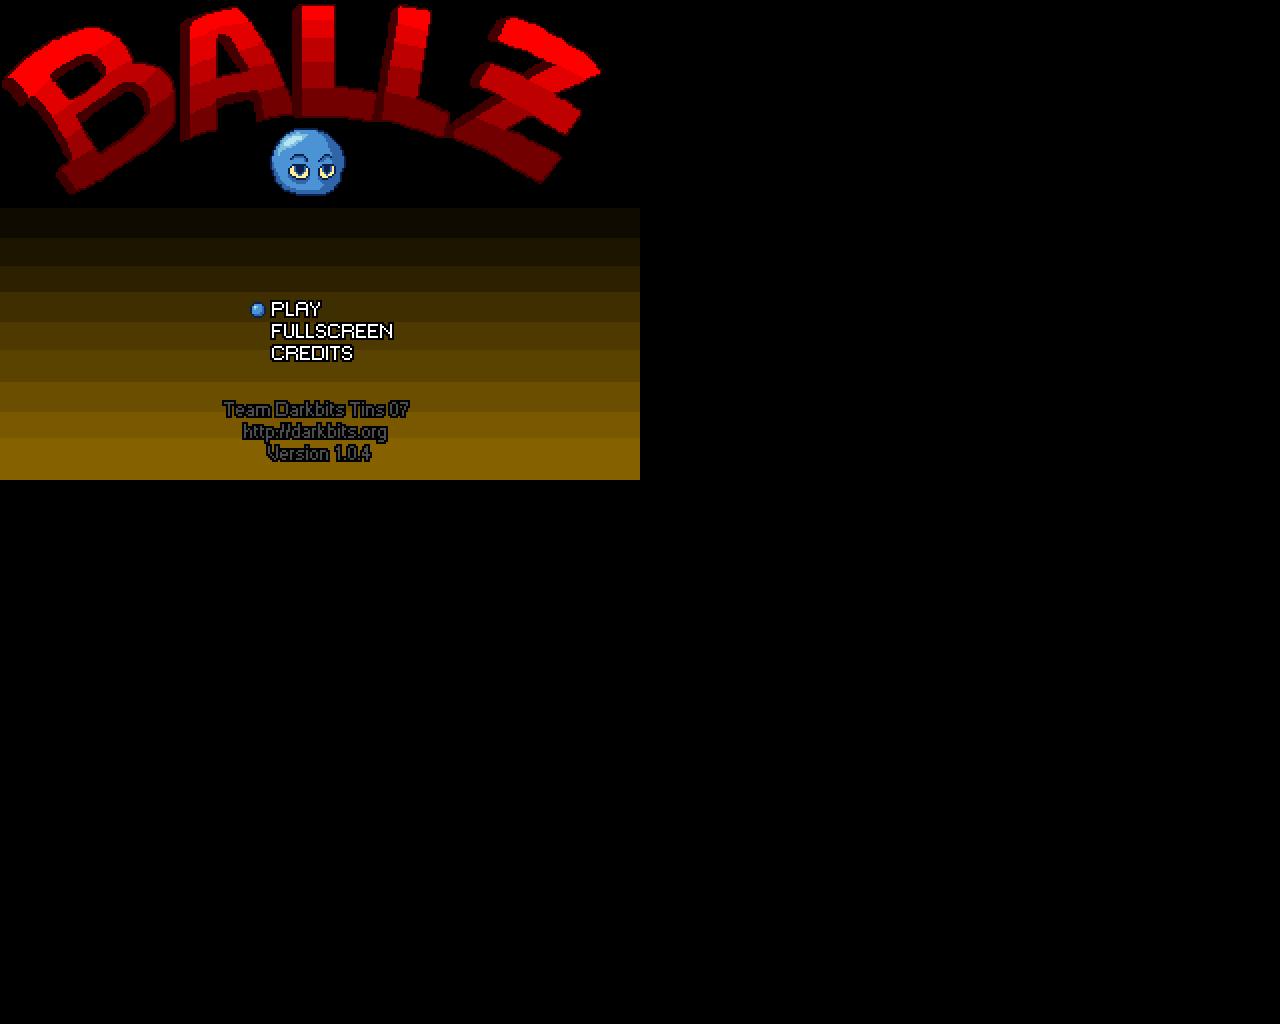 BALLZ
PLAY
FULLSCREEN
CREDITS
Team Darkbits Tins 07
http://darkbits.org
Version 1.0.4